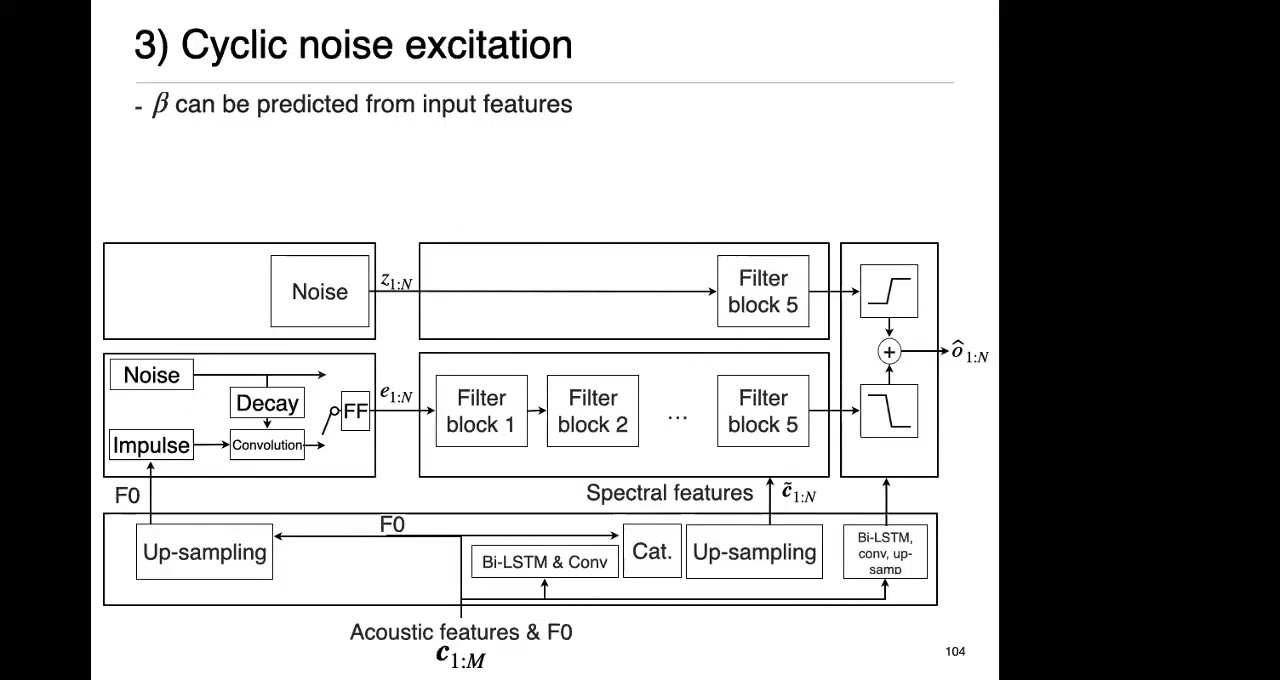 3) Cyclic noise excitation
- β can be predicted from input features
Noise
z1:N
Filter
block 5
Noise
Decay
Impulse
Convolution
FF
e1:N
Filter
block 1
Filter
block 2
...
Filter
block 5
+
ô1:N
F0
Spectral features
c̃1:N
Up-sampling
F0
Bi-LSTM & Conv
Cat.
Up-sampling
Bi-LSTM,
conv, up-
samp
Acoustic features & F0
c1:M
104